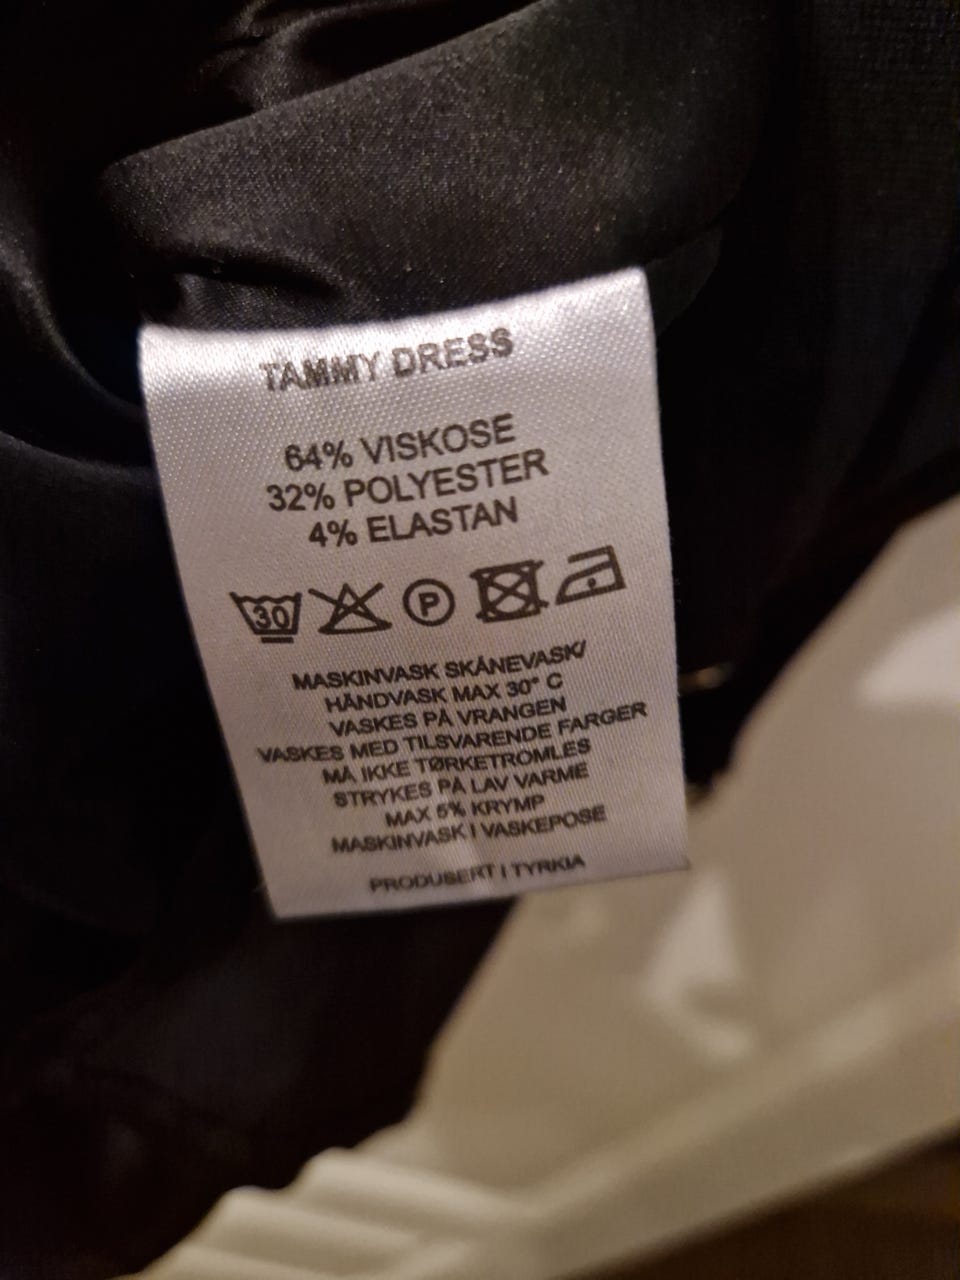 TAMMY DRESS
64% VISKOSE
32% POLYESTER
4% ELASTAN
30 P
MASKINVASK SKÅNEVASK/
HÅNDVASK MAX 30° C
VASKES PÅ VRANGEN
VASKES MED TILSVARENDE FARGER
MÅ IKKE TØRKETROMLES
STRYKES PÅ LAV VARME
MAX 5% KRYMP
MASKINVASK I VASKEPOSE
PRODUSERT I TYRKIA